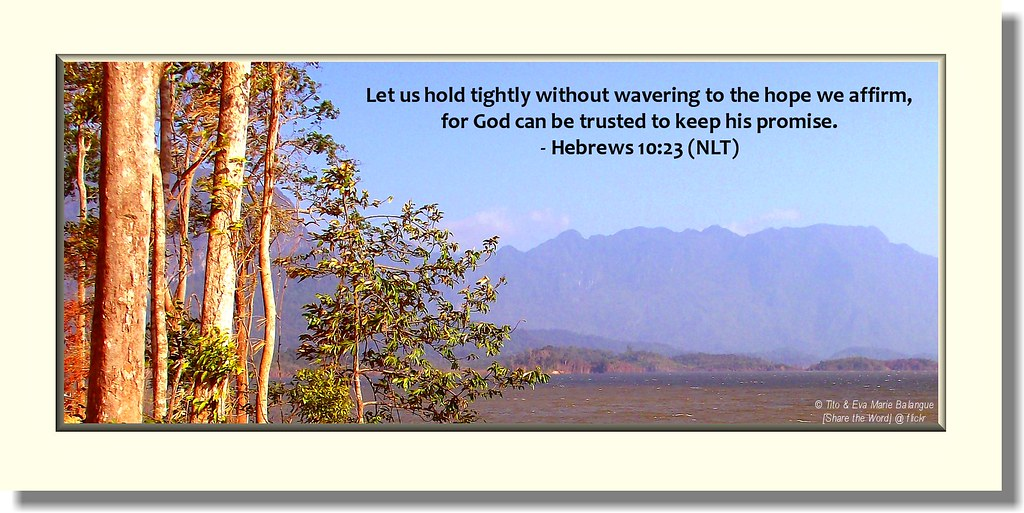 Let us hold tightly without wavering to the hope we affirm,
for God can be trusted to keep his promise.
- Hebrews 10:23 (NLT)
© Tito & Eva Marie Balangue
[Share the Word] @ flickr